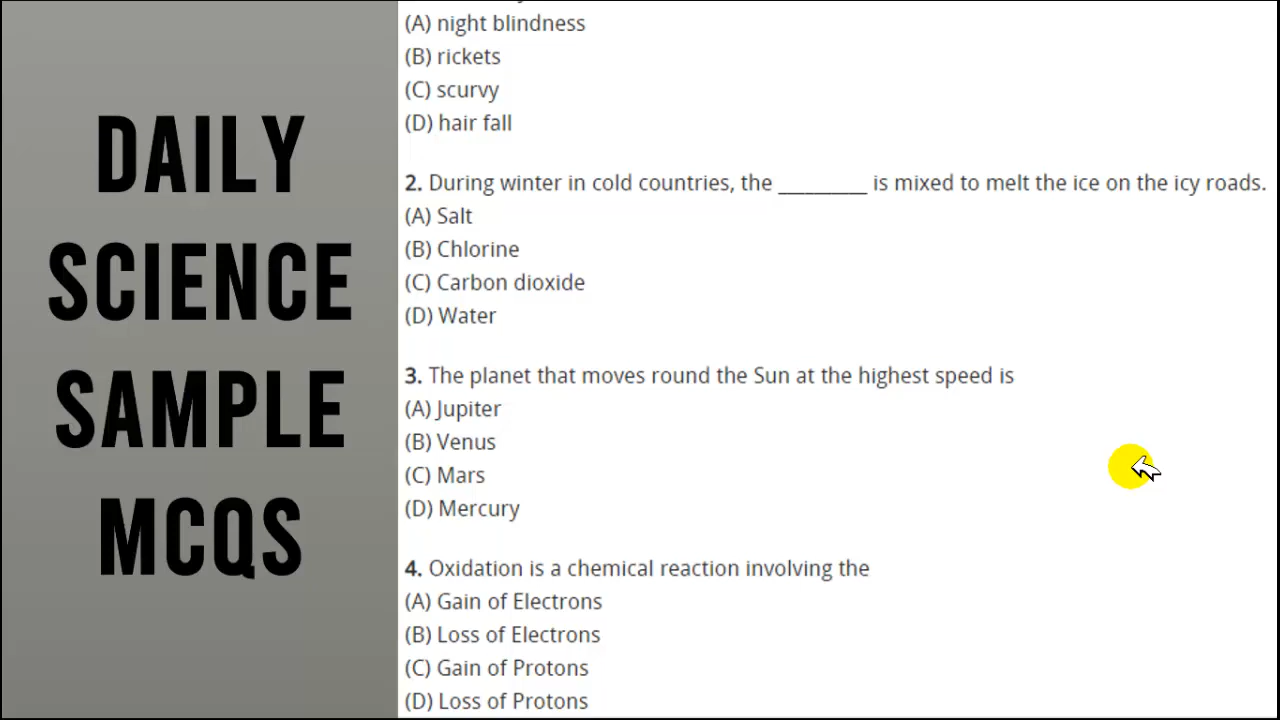 DAILY
SCIENCE
SAMPLE
MCQS
(A) night blindness
(B) rickets
(C) scurvy
(D) hair fall
2. During winter in cold countries, the ________ is mixed to melt the ice on the icy roads.
(A) Salt
(B) Chlorine
(C) Carbon dioxide
(D) Water
3. The planet that moves round the Sun at the highest speed is
(A) Jupiter
(B) Venus
(C) Mars
(D) Mercury
4. Oxidation is a chemical reaction involving the
(A) Gain of Electrons
(B) Loss of Electrons
(C) Gain of Protons
(D) Loss of Protons